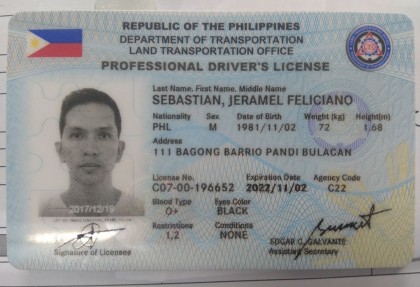 REPUBLIC OF THE PHILIPPINES
DEPARTMENT OF TRANSPORTATION
LAND TRANSPORTATION OFFICE
PROFESSIONAL DRIVER'S LICENSE
Last Name, First Name, Middle Name
SEBASTIAN, JERAMEL FELICIANO
Nationality Sex Date of Birth Weight (kg) Height(m)
PHL M 1981/11/02 72 1.68
Address
111 BAGONG BARRIO PANDI BULACAN
License No. Expiration Date Agency Code
C07-00-196652 2022/11/02 C22
Blood Type Eyes Color
O+ BLACK
Restrictions Conditions
1,2 NONE
2017/12/19
Signature of Licensee
EDGAR C. GALVANTE
Assistant Secretary